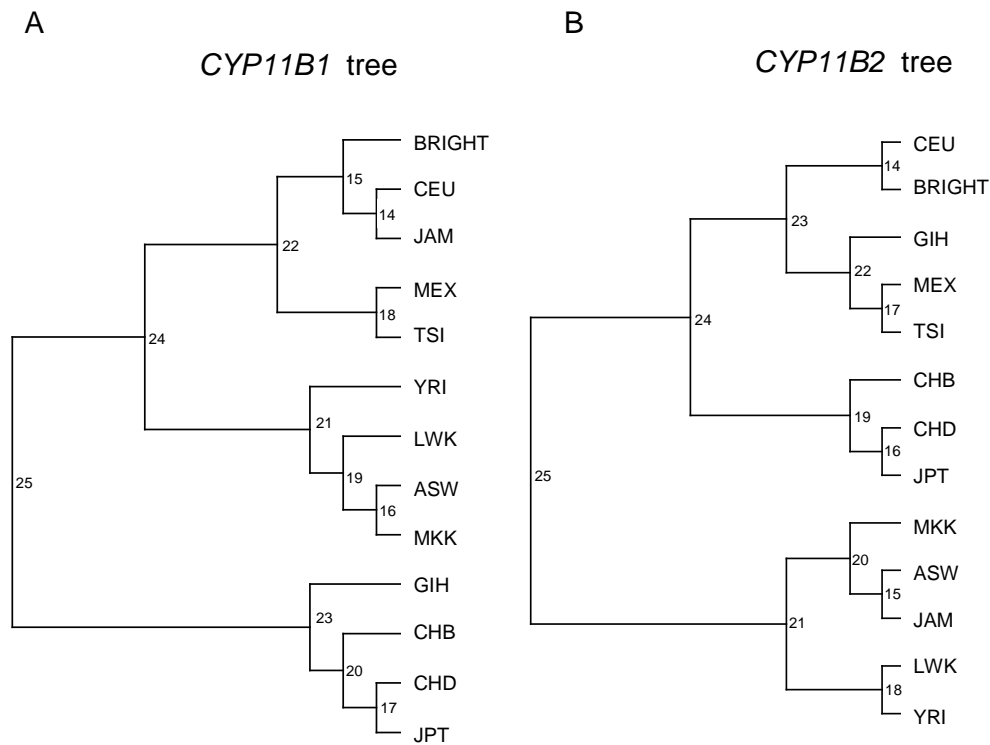 A
CYP11B1 tree
BRIGHT
15
CEU
14
JAM
22
MEX
18
TSI
24
YRI
21
LWK
19
ASW
16
MKK
25
GIH
23
CHB
20
CHD
17
JPT
B
CYP11B2 tree
CEU
14
BRIGHT
23
GIH
22
MEX
17
TSI
24
CHB
19
CHD
16
JPT
25
MKK
20
ASW
15
JAM
21
LWK
18
YRI